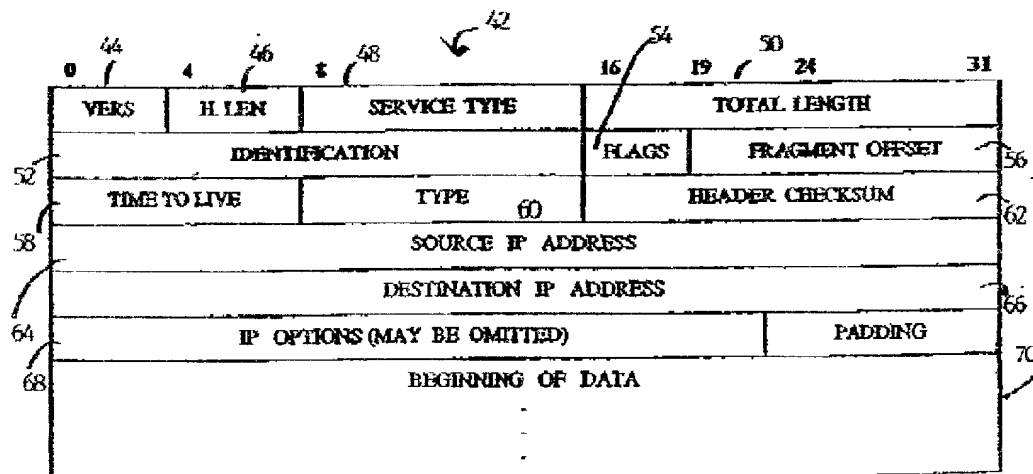 42
44 46 48 54 50
0 4 8 16 19 24 31
VERS H. LEN SERVICE TYPE TOTAL LENGTH
52 IDENTIFICATION FLAGS FRAGMENT OFFSET 56
58 TIME TO LIVE TYPE 60 HEADER CHECKSUM 62
SOURCE IP ADDRESS
64 DESTINATION IP ADDRESS 66
68 IP OPTIONS (MAY BE OMITTED) PADDING
BEGINNING OF DATA 70